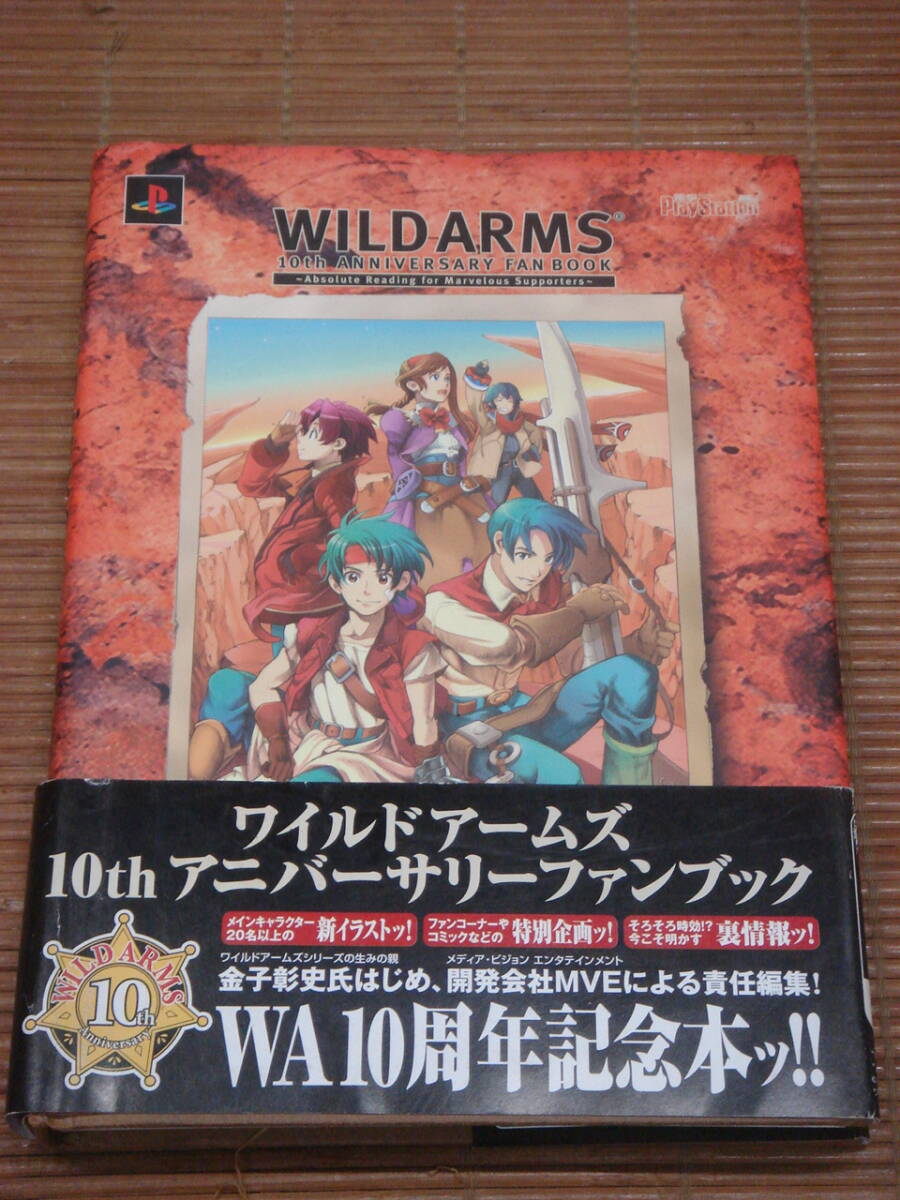 WILD ARMS®
10th ANNIVERSARY FAN BOOK
~Absolute Reading for Marvelous Supporters~
PlayStation
ワイルドアームズ
10th アニバーサリーファンブック
メインキャラクター
20名以上の 新イラストッ!
ファンコーナーや
コミックなどの 特別企画ッ!
そろそろ時効!?
今こそ明かす 裏情報ッ!
ワイルドアームズシリーズの生みの親
メディア・ビジョン エンタテインメント
金子彰史氏はじめ、開発会社MVEによる責任編集!
WA10周年記念本ッ!!
WILD ARMS
10th
Anniversary